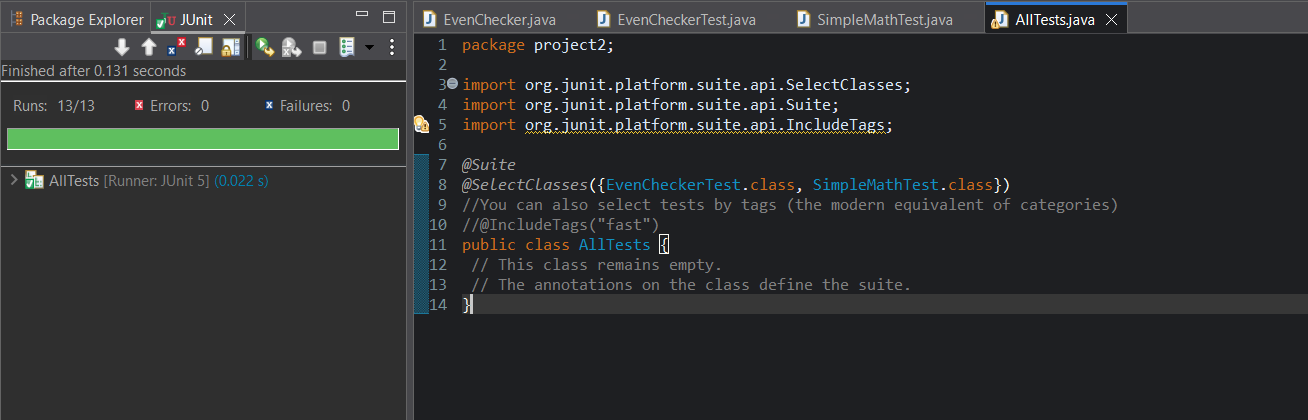 Package Explorer JUnit
Finished after 0.131 seconds
Runs: 13/13 Errors: 0 Failures: 0
AllTests [Runner: JUnit 5] (0.022 s)
EvenChecker.java EvenCheckerTest.java SimpleMathTest.java AllTests.java
1 package project2;
2
3 import org.junit.platform.suite.api.SelectClasses;
4 import org.junit.platform.suite.api.Suite;
5 import org.junit.platform.suite.api.IncludeTags;
6
7 @Suite
8 @SelectClasses({EvenCheckerTest.class, SimpleMathTest.class})
9 //You can also select tests by tags (the modern equivalent of categories)
10 //@IncludeTags("fast")
11 public class AllTests {
12 // This class remains empty.
13 // The annotations on the class define the suite.
14 }